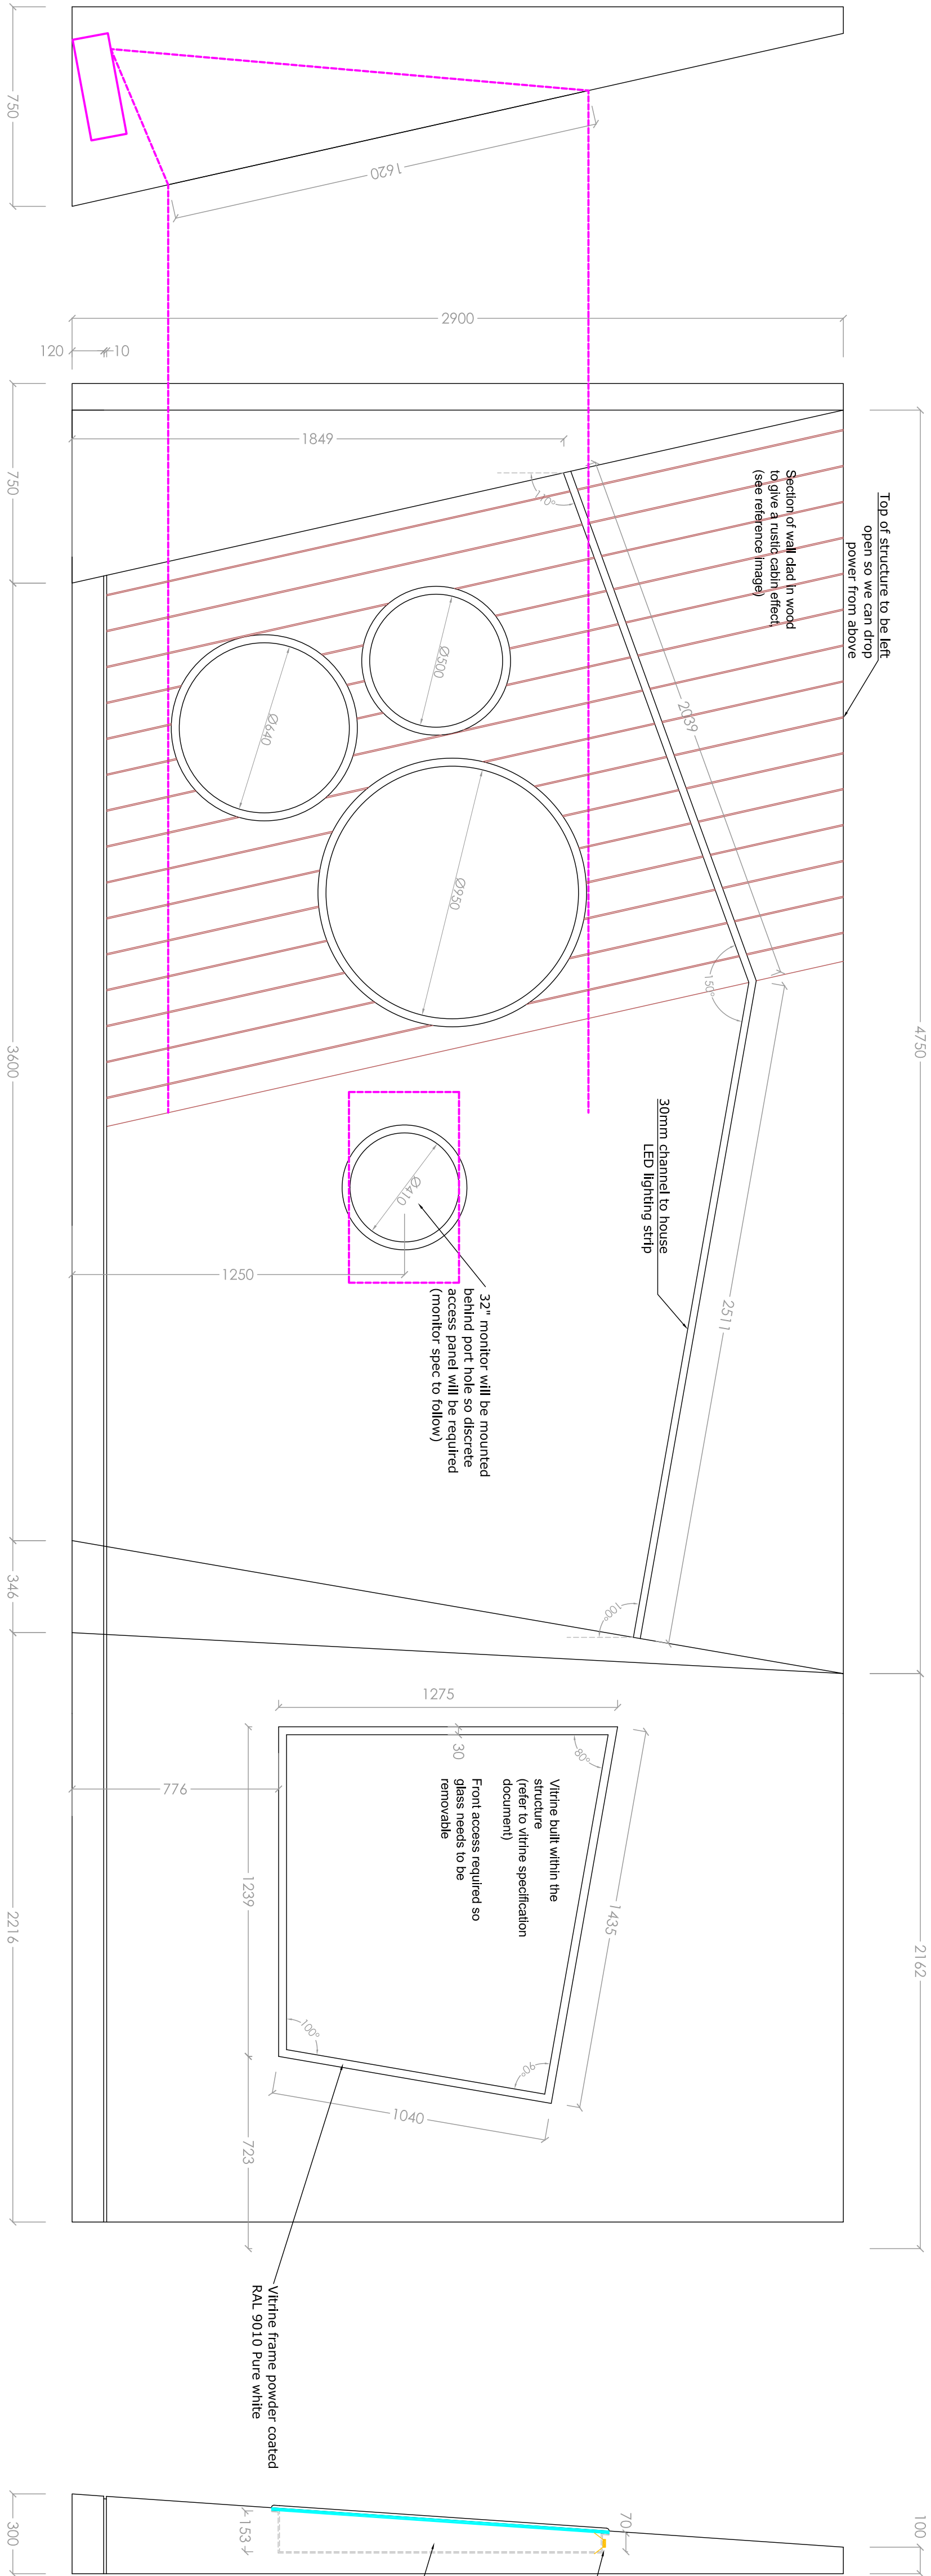 Top of structure to be left
open so we can drop
power from above
Section of wall clad in wood
to give a rustic cabin effect,
(see reference image)
30mm channel to house
LED lighting strip
32" monitor will be mounted
behind port hole so discrete
access panel will be required
(monitor spec to follow)
Vitrine built within the
structure
(refer to vitrine specification
document)
Front access required so
glass needs to be
removable
Vitrine frame powder coated
RAL 9010 Pure white
750
1620
2900
120
10
750
1849
110°
2039
150°
Ø500
Ø640
Ø950
4750
3600
Ø410
1250
2511
100°
346
1275
30
80°
776
1239
1435
2216
2162
100°
90°
1040
723
300
153
70
100